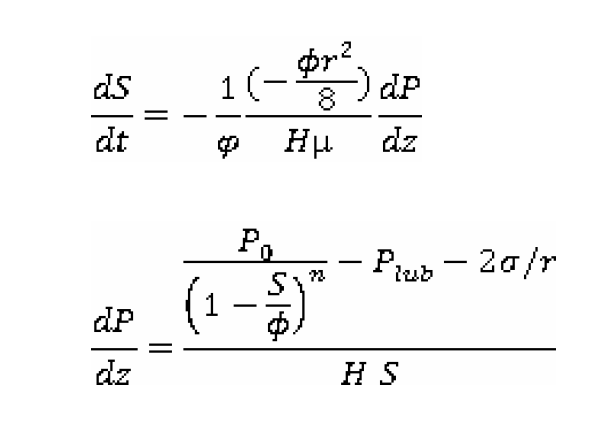 dS/dt = − 1/φ (−ϕr²/8)/(Hμ) dP/dz
dP/dz = (P₀/(1 − S/ϕ)ⁿ − P_lub − 2σ/r)/(H S)